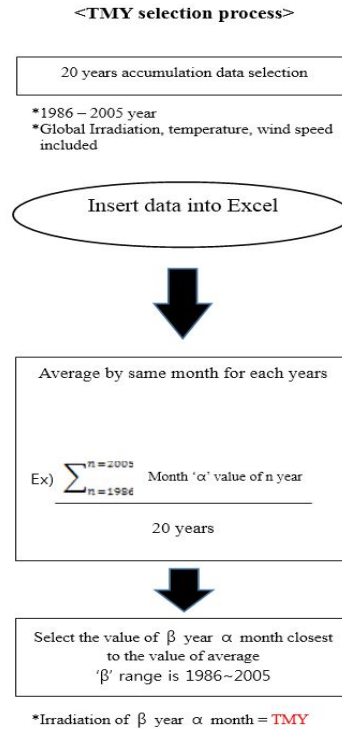 <TMY selection process>
20 years accumulation data selection
*1986 – 2005 year
*Global Irradiation, temperature, wind speed
included
Insert data into Excel
Average by same month for each years
n=2005
Ex) ∑ Month ‘α’ value of n year
n=1986
20 years
Select the value of β year α month closest
to the value of average
‘β’ range is 1986~2005
*Irradiation of β year α month = TMY